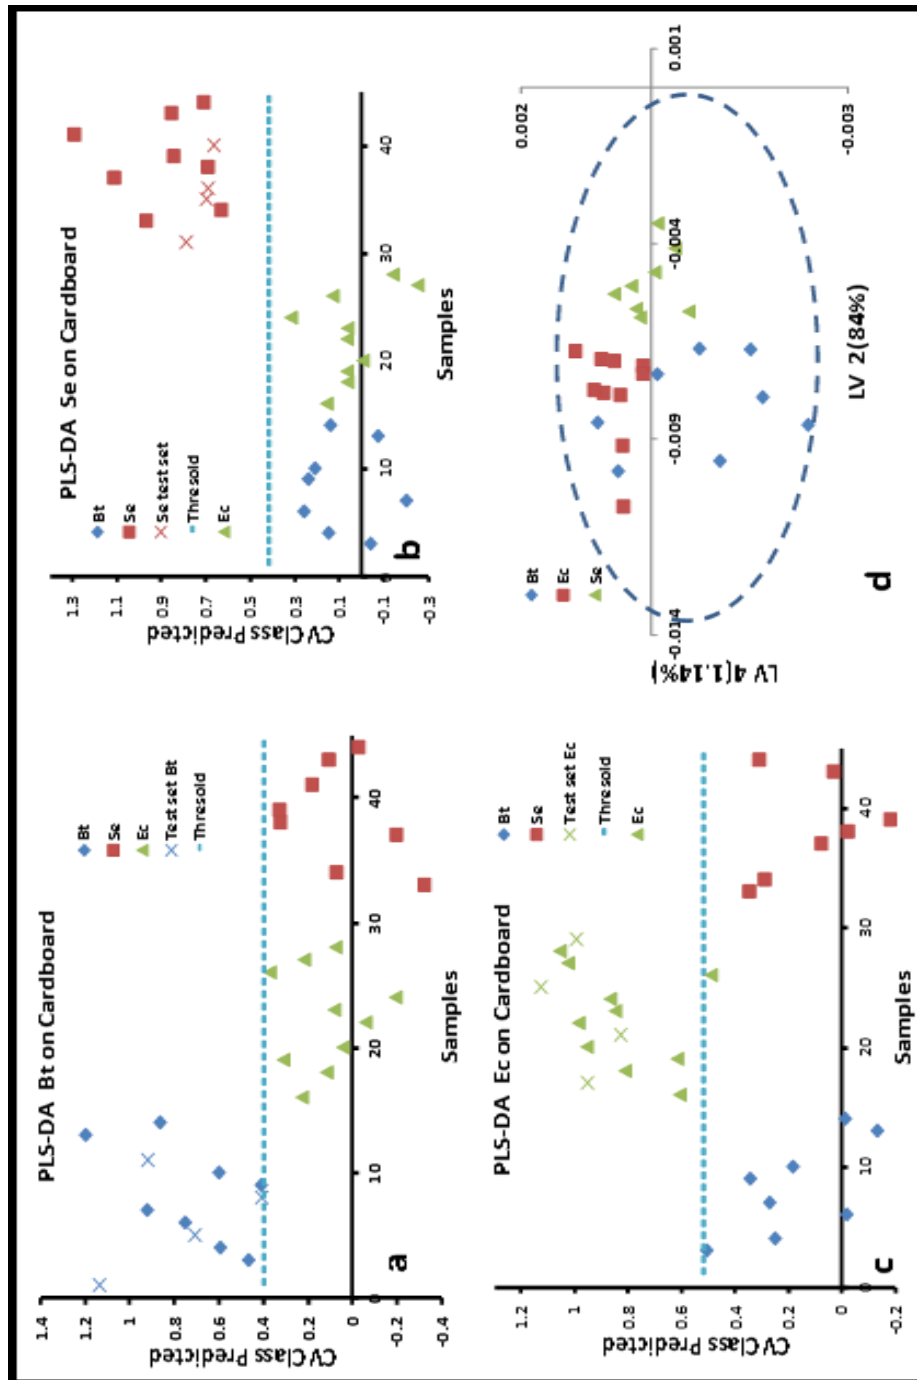 PLS-DA Bt on Cardboard
CV Class Predicted
1.4
1.2
1
0.8
0.6
0.4
0.2
0
-0.2
-0.4
0
10
20
30
40
Samples
Bt
Se
Ec
Test set Bt
Thresold
a
PLS-DA Se on Cardboard
CV Class Predicted
1.3
1.1
0.9
0.7
0.5
0.3
0.1
-0.1
-0.3
0
10
20
30
40
Samples
Bt
Se
Se test set
Thresold
Ec
b
PLS-DA Ec on Cardboard
CV Class Predicted
1.2
1
0.8
0.6
0.4
0.2
0
-0.2
0
10
20
30
40
Samples
Bt
Se
Test set Ec
Thresold
Ec
c
LV 4(1.14%)
0.002
-0.003
-0.014
-0.009
-0.004
0.001
LV 2(84%)
Bt
Ec
Se
d